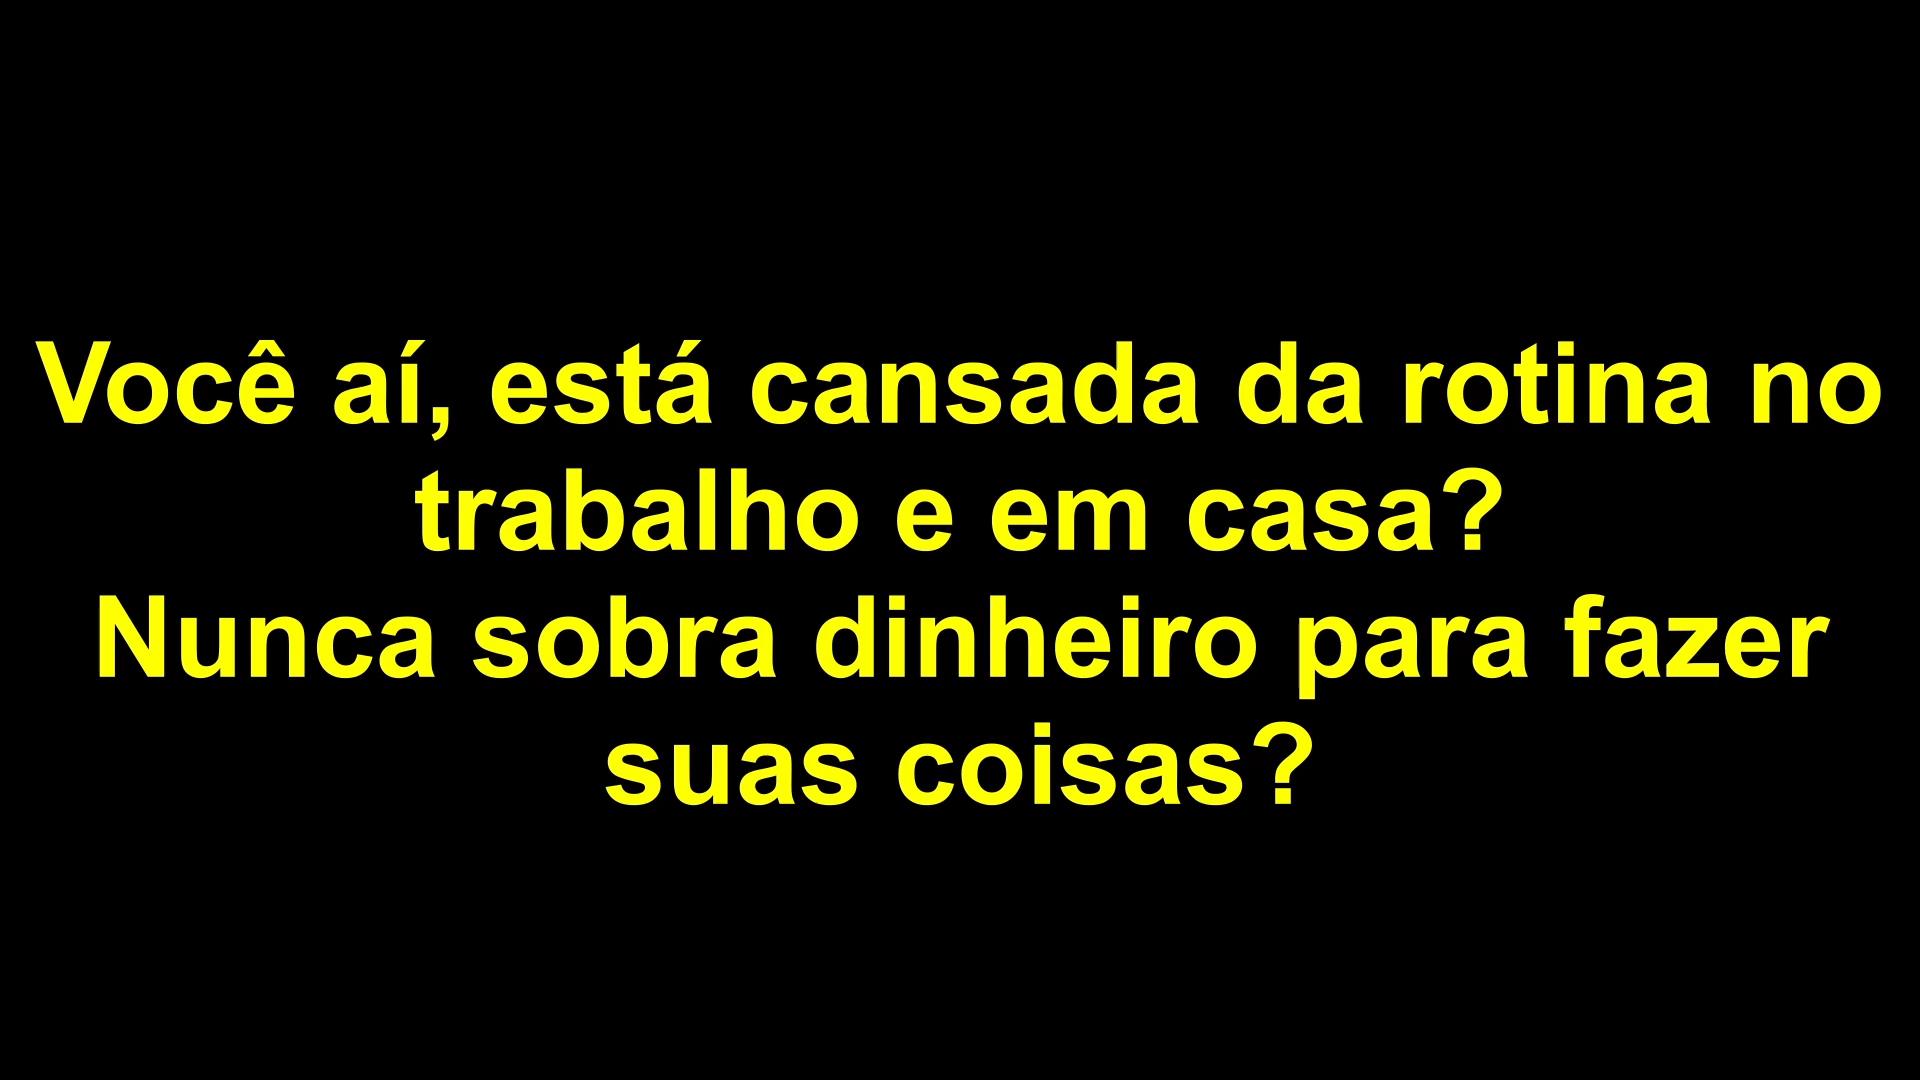 Você aí, está cansada da rotina no
trabalho e em casa?
Nunca sobra dinheiro para fazer
suas coisas?